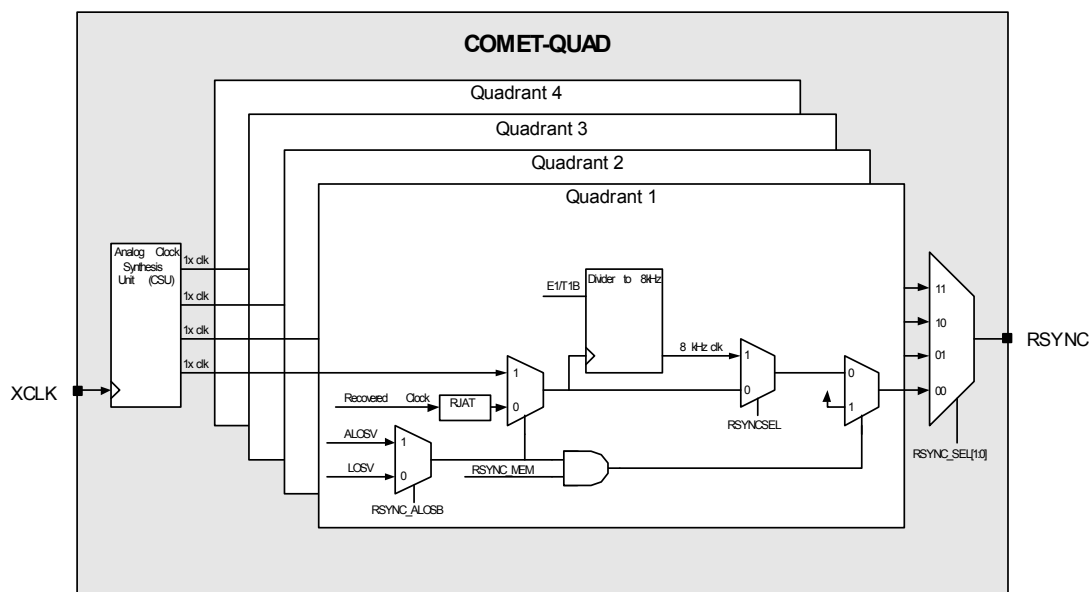 COMET-QUAD
Quadrant 4
Quadrant 3
Quadrant 2
Quadrant 1
Analog Clock
Synthesis
Unit (CSU)
1x clk
1x clk
1x clk
1x clk
XCLK
E1/T1B
Divider to 8kHz
8 kHz clk
1
0
Recovered Clock
RJAT
1
0
RSYNCSEL
0
1
ALOSV
1
LOSV
0
RSYNC_ALOSB
RSYNC_MEM
11
10
01
00
RSYNC_SEL[1:0]
RSYNC